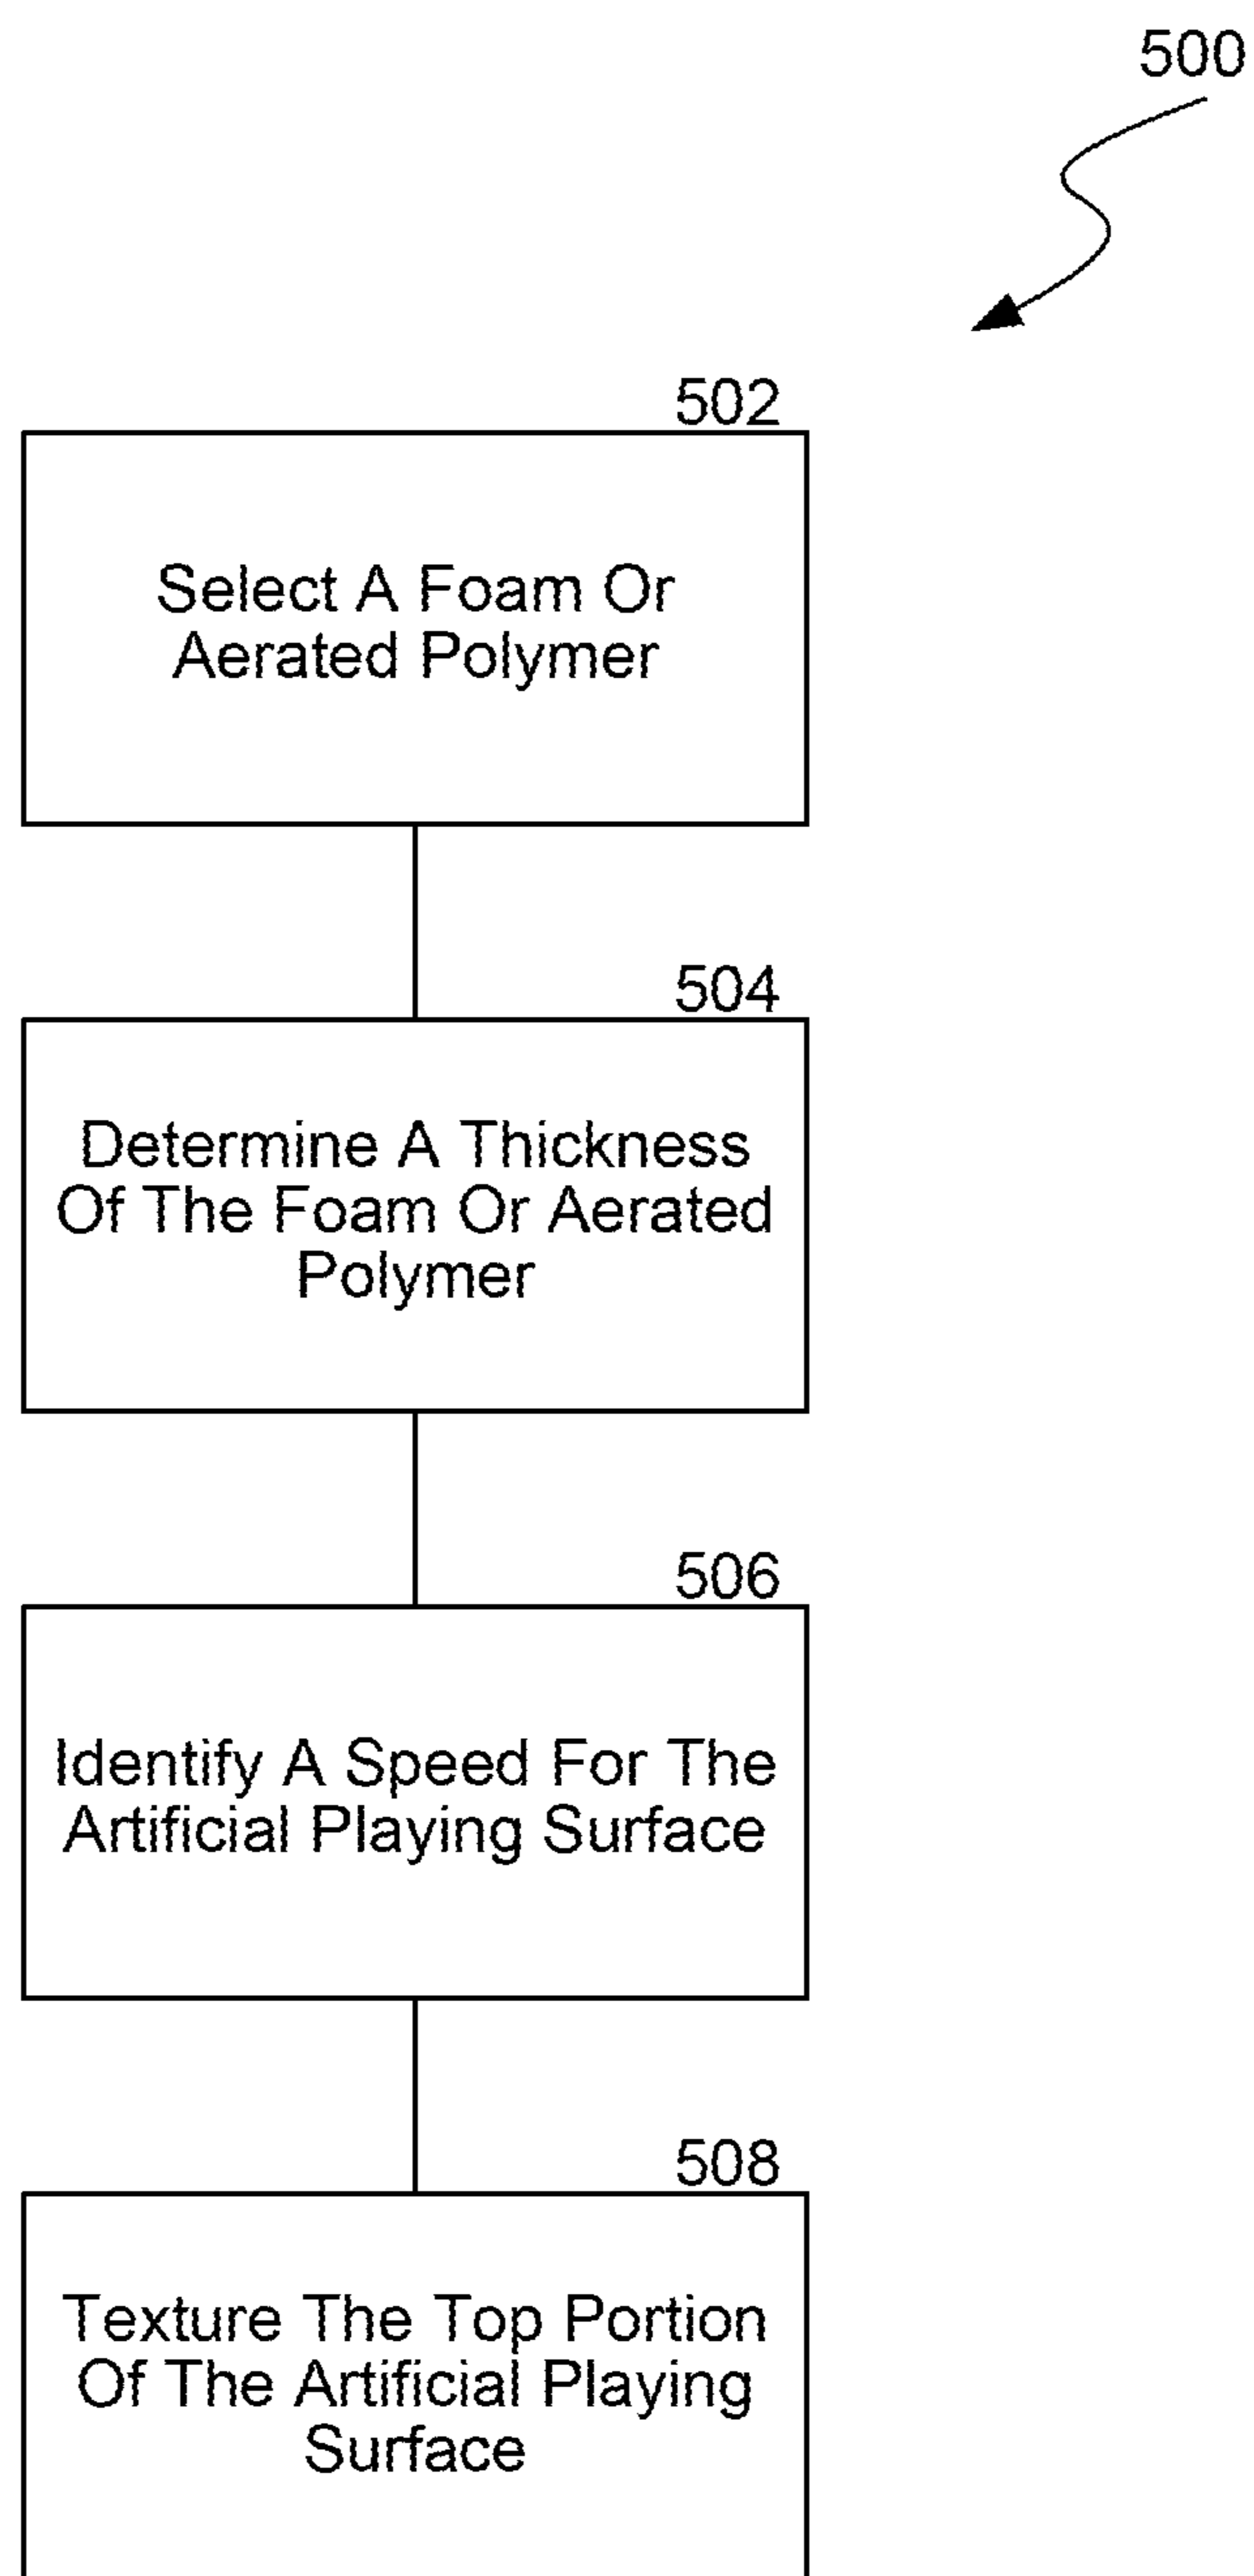 500
502
Select A Foam Or
Aerated Polymer
504
Determine A Thickness
Of The Foam Or Aerated
Polymer
506
Identify A Speed For The
Artificial Playing Surface
508
Texture The Top Portion
Of The Artificial Playing
Surface